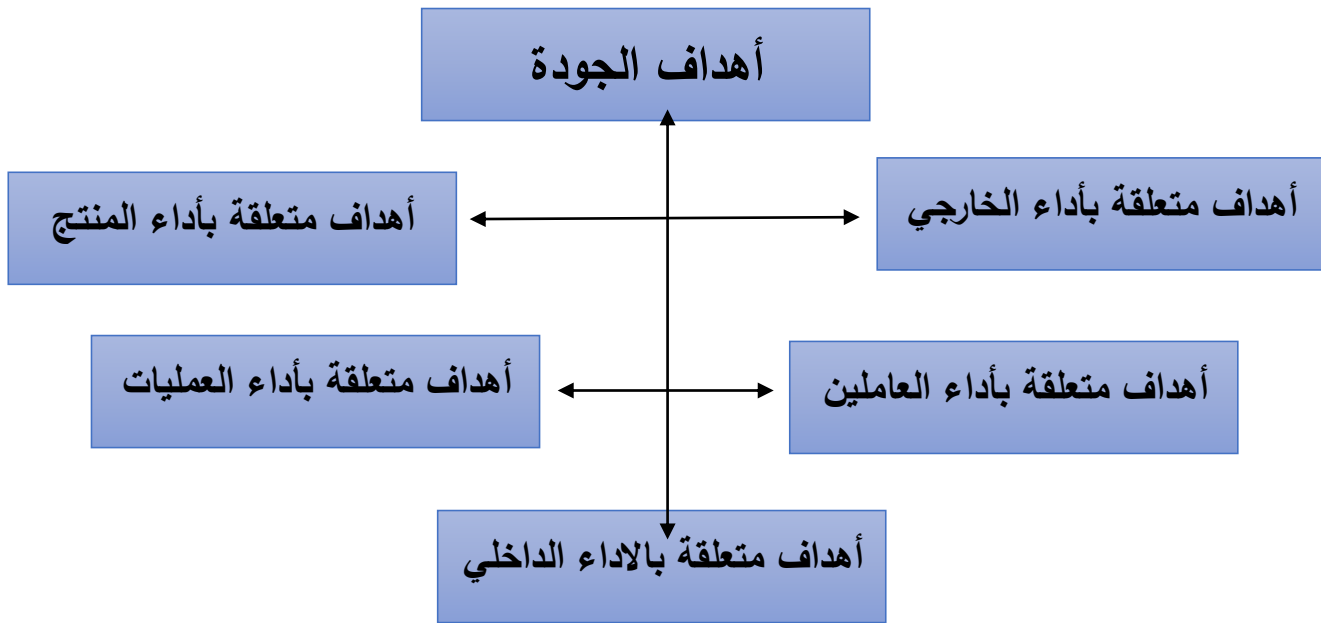 أهداف الجودة
أهداف متعلقة بأداء الخارجي
أهداف متعلقة بأداء المنتج
أهداف متعلقة بأداء العاملين
أهداف متعلقة بأداء العمليات
أهداف متعلقة بالاداء الداخلي